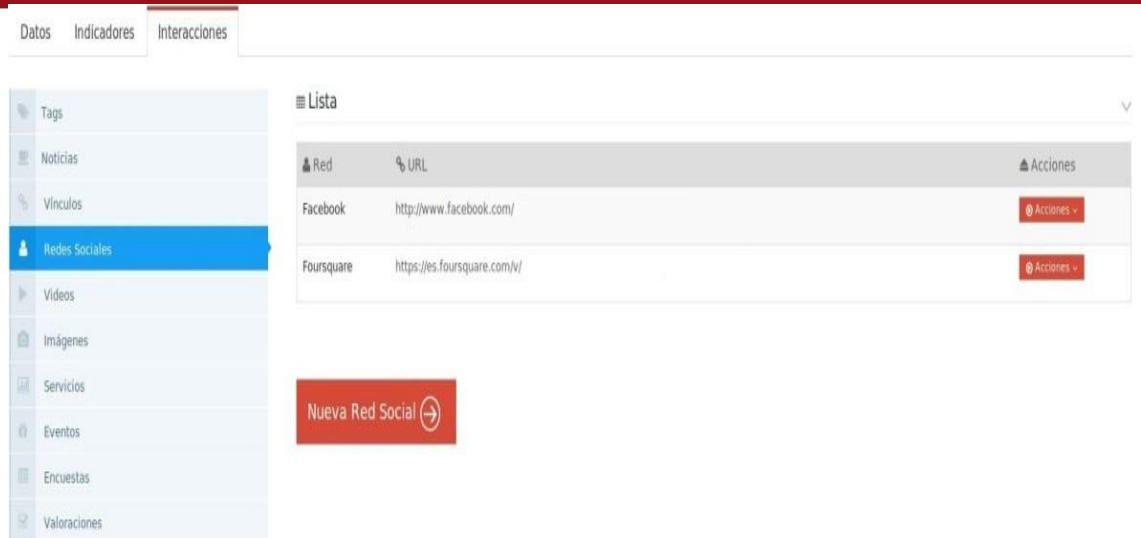 Datos Indicadores Interacciones
Tags
Noticias
Vínculos
Redes Sociales
Videos
Imágenes
Servicios
Eventos
Encuestas
Valoraciones
Lista
Red URL Acciones
Facebook http://www.facebook.com/ Acciones
Foursquare https://es.foursquare.com/v/ Acciones
Nueva Red Social